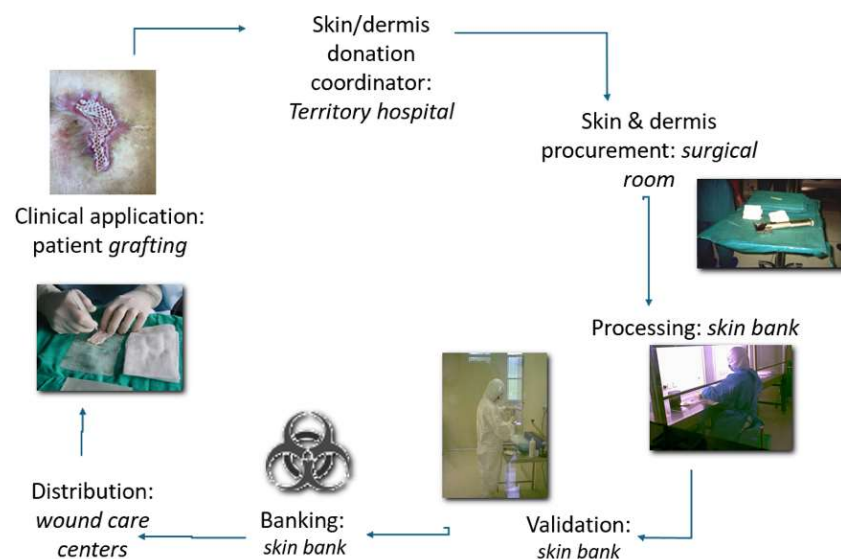 Skin/dermis
donation
coordinator:
Territory hospital
Skin & dermis
procurement: surgical
room
Processing: skin bank
Validation:
skin bank
Banking:
skin bank
Distribution:
wound care
centers
Clinical application:
patient grafting